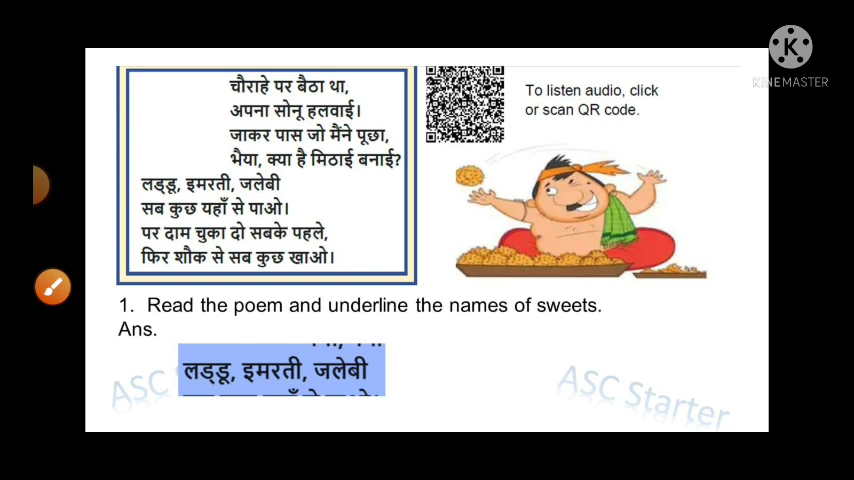 चौराहे पर बैठा था,
अपना सोनू हलवाई।
जाकर पास जो मैंने पूछा,
भैया, क्या है मिठाई बनाई?
लड्डू, इमरती, जलेबी
सब कुछ यहाँ से पाओ।
पर दाम चुका दो सबके पहले,
फिर शौक से सब कुछ खाओ।
To listen audio, click
or scan QR code.
K
KINEMASTER
1. Read the poem and underline the names of sweets.
Ans.
लड्डू, इमरती, जलेबी
ASC
ASC Starter